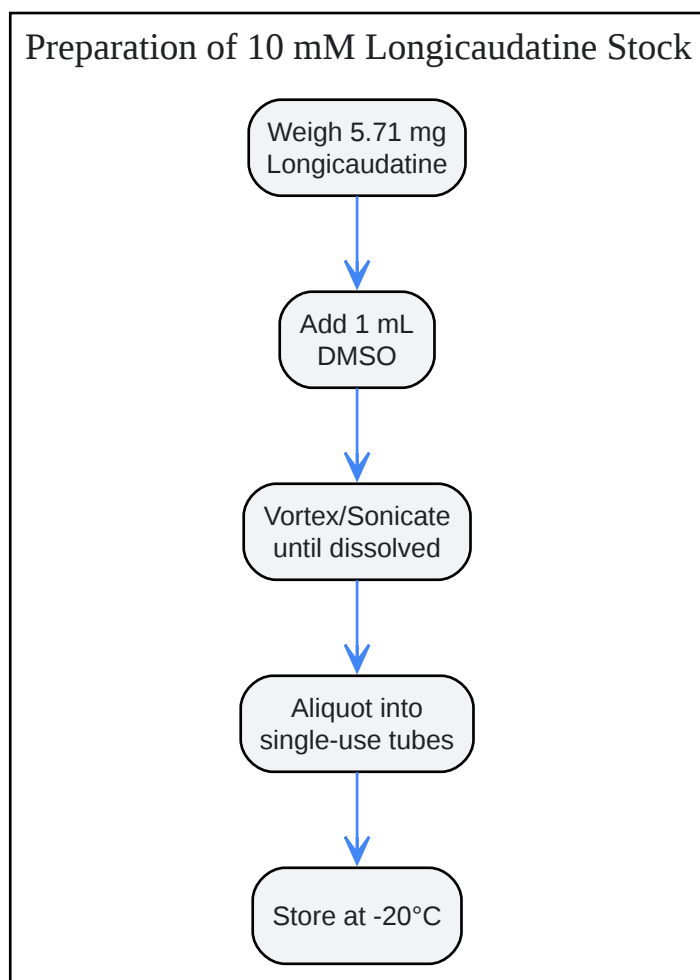 Preparation of 10 mM Longicaudatine Stock
Weigh 5.71 mg
Longicaudatine
Add 1 mL
DMSO
Vortex/Sonicate
until dissolved
Aliquot into
single-use tubes
Store at -20°C